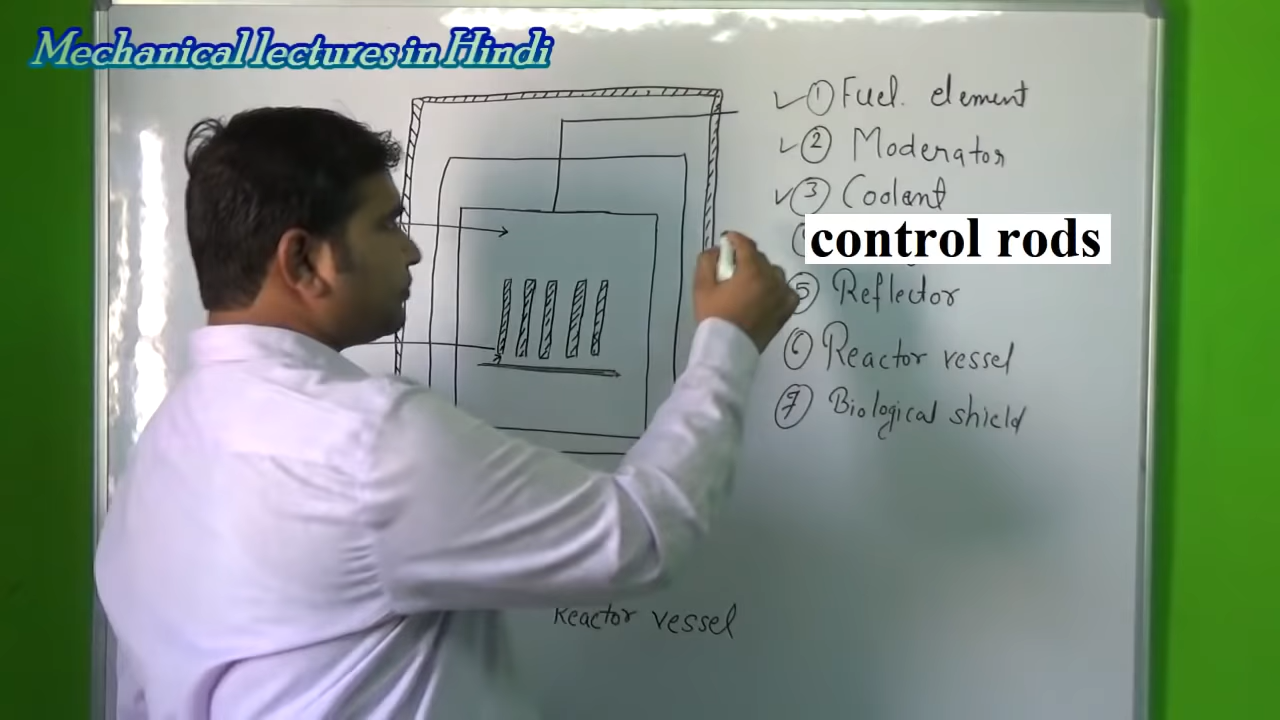 Mechanical lectures in Hindi
✓ ① Fuel. element
✓ ② Moderator
✓ ③ Coolant
control rods
⑤ Reflector
⑥ Reactor vessel
⑦ Biological shield
Reactor vessel